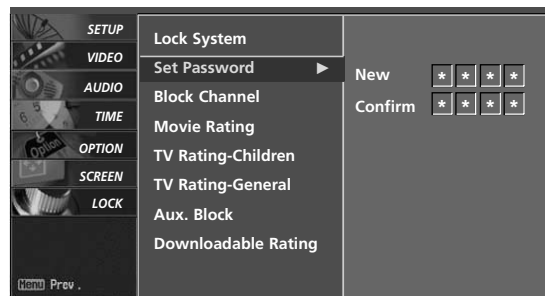 SETUP
VIDEO
AUDIO
TIME
OPTION
SCREEN
LOCK
Menu Prev.
Lock System
Set Password ►
Block Channel
Movie Rating
TV Rating-Children
TV Rating-General
Aux. Block
Downloadable Rating
New * * * *
Confirm * * * *